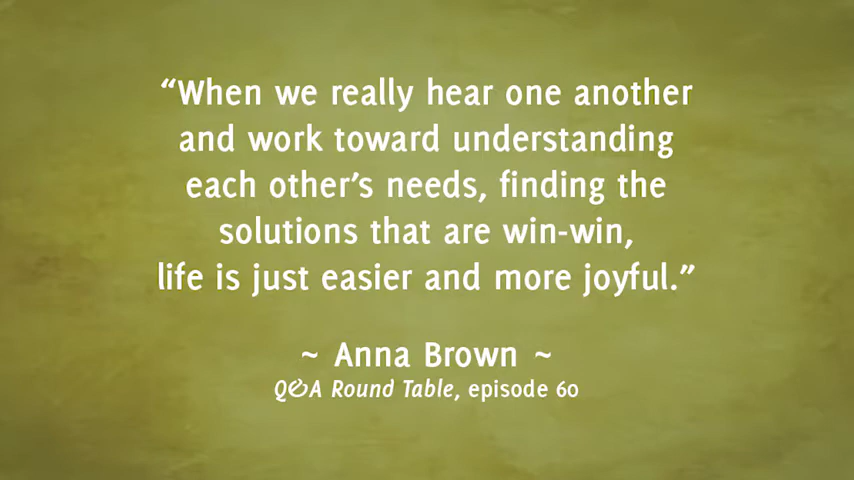 “When we really hear one another
and work toward understanding
each other’s needs, finding the
solutions that are win-win,
life is just easier and more joyful.”
~ Anna Brown ~
Q&A Round Table, episode 60